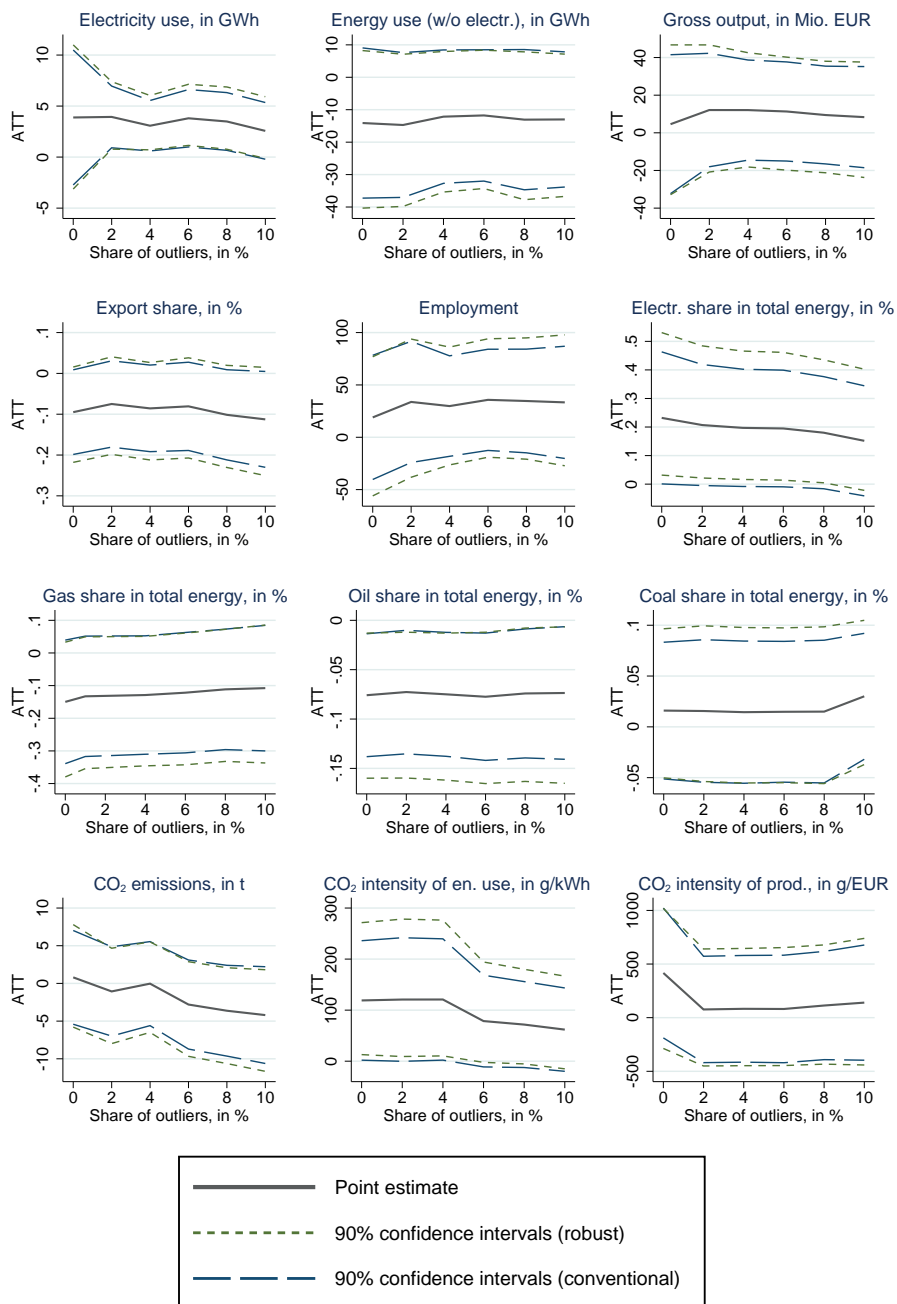 Electricity use, in GWh
ATT
10
5
0
-5
0 2 4 6 8 10
Share of outliers, in %
Energy use (w/o electr.), in GWh
ATT
10
0
-10
-20
-30
-40
0 2 4 6 8 10
Share of outliers, in %
Gross output, in Mio. EUR
ATT
40
20
0
-20
-40
0 2 4 6 8 10
Share of outliers, in %
Export share, in %
ATT
.1
0
-.1
-.2
-.3
0 2 4 6 8 10
Share of outliers, in %
Employment
ATT
100
50
0
-50
0 2 4 6 8 10
Share of outliers, in %
Electr. share in total energy, in %
ATT
.5
.4
.3
.2
.1
0
0 2 4 6 8 10
Share of outliers, in %
Gas share in total energy, in %
ATT
.1
0
-.1
-.2
-.3
-.4
0 2 4 6 8 10
Share of outliers, in %
Oil share in total energy, in %
ATT
0
-.05
-.1
-.15
0 2 4 6 8 10
Share of outliers, in %
Coal share in total energy, in %
ATT
.1
.05
0
-.05
0 2 4 6 8 10
Share of outliers, in %
CO₂ emissions, in t
ATT
10
5
0
-5
-10
0 2 4 6 8 10
Share of outliers, in %
CO₂ intensity of en. use, in g/kWh
ATT
300
200
100
0
0 2 4 6 8 10
Share of outliers, in %
CO₂ intensity of prod., in g/EUR
ATT
1000
500
0
-500
0 2 4 6 8 10
Share of outliers, in %
Point estimate
90% confidence intervals (robust)
90% confidence intervals (conventional)